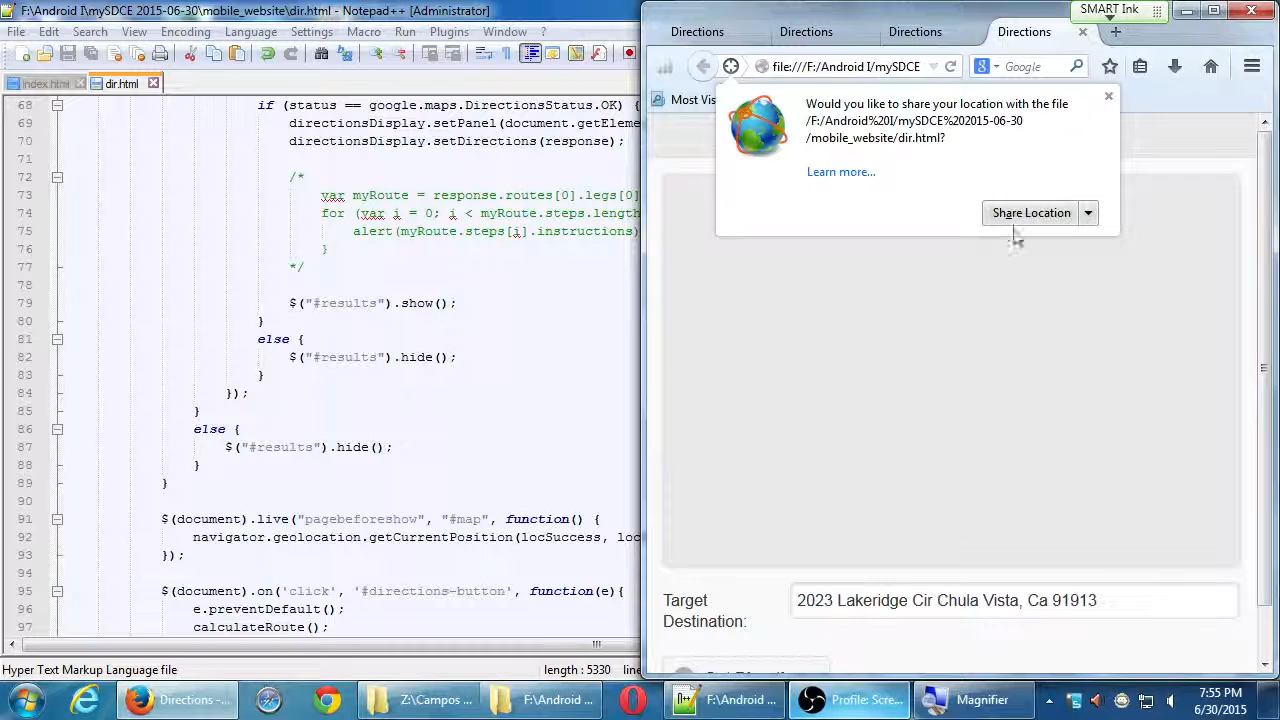 F:\Android I\mySDCE 2015-06-30\mobile_website\dir.html - Notepad++ [Administrator]
File Edit Search View Encoding Language Settings Macro Run Plugins Window ?
index.html
dir.html
68 if (status == google.maps.DirectionsStatus.OK) {
69 directionsDisplay.setPanel(document.getEleme
70 directionsDisplay.setDirections(response);
71
72 /*
73 var myRoute = response.routes[0].legs[0]
74 for (var i = 0; i < myRoute.steps.length
75 alert(myRoute.steps[i].instructions)
76 }
77 */
78
79 $("#results").show();
80 }
81 else {
82 $("#results").hide();
83 }
84 });
85 }
86 else {
87 $("#results").hide();
88 }
89 }
90
91 $(document).live("pagebeforeshow", "#map", function() {
92 navigator.geolocation.getCurrentPosition(locSuccess, loc
93 });
94
95 $(document).on('click', '#directions-button', function(e){
96 e.preventDefault();
97 calculateRoute();
Hyper Text Markup Language file
length : 5330 line
SMART Ink
Directions
Directions
Directions
Directions
file:///F:/Android I/mySDCE
Google
Most Vis
Would you like to share your location with the file
/F:/Android%20I/mySDCE%202015-06-30
/mobile_website/dir.html?
Learn more...
Share Location
Target
Destination:
2023 Lakeridge Cir Chula Vista, Ca 91913
Directions -...
Z:\Campos ...
F:\Android ...
F:\Android ...
Profile: Scre...
Magnifier
7:55 PM
6/30/2015